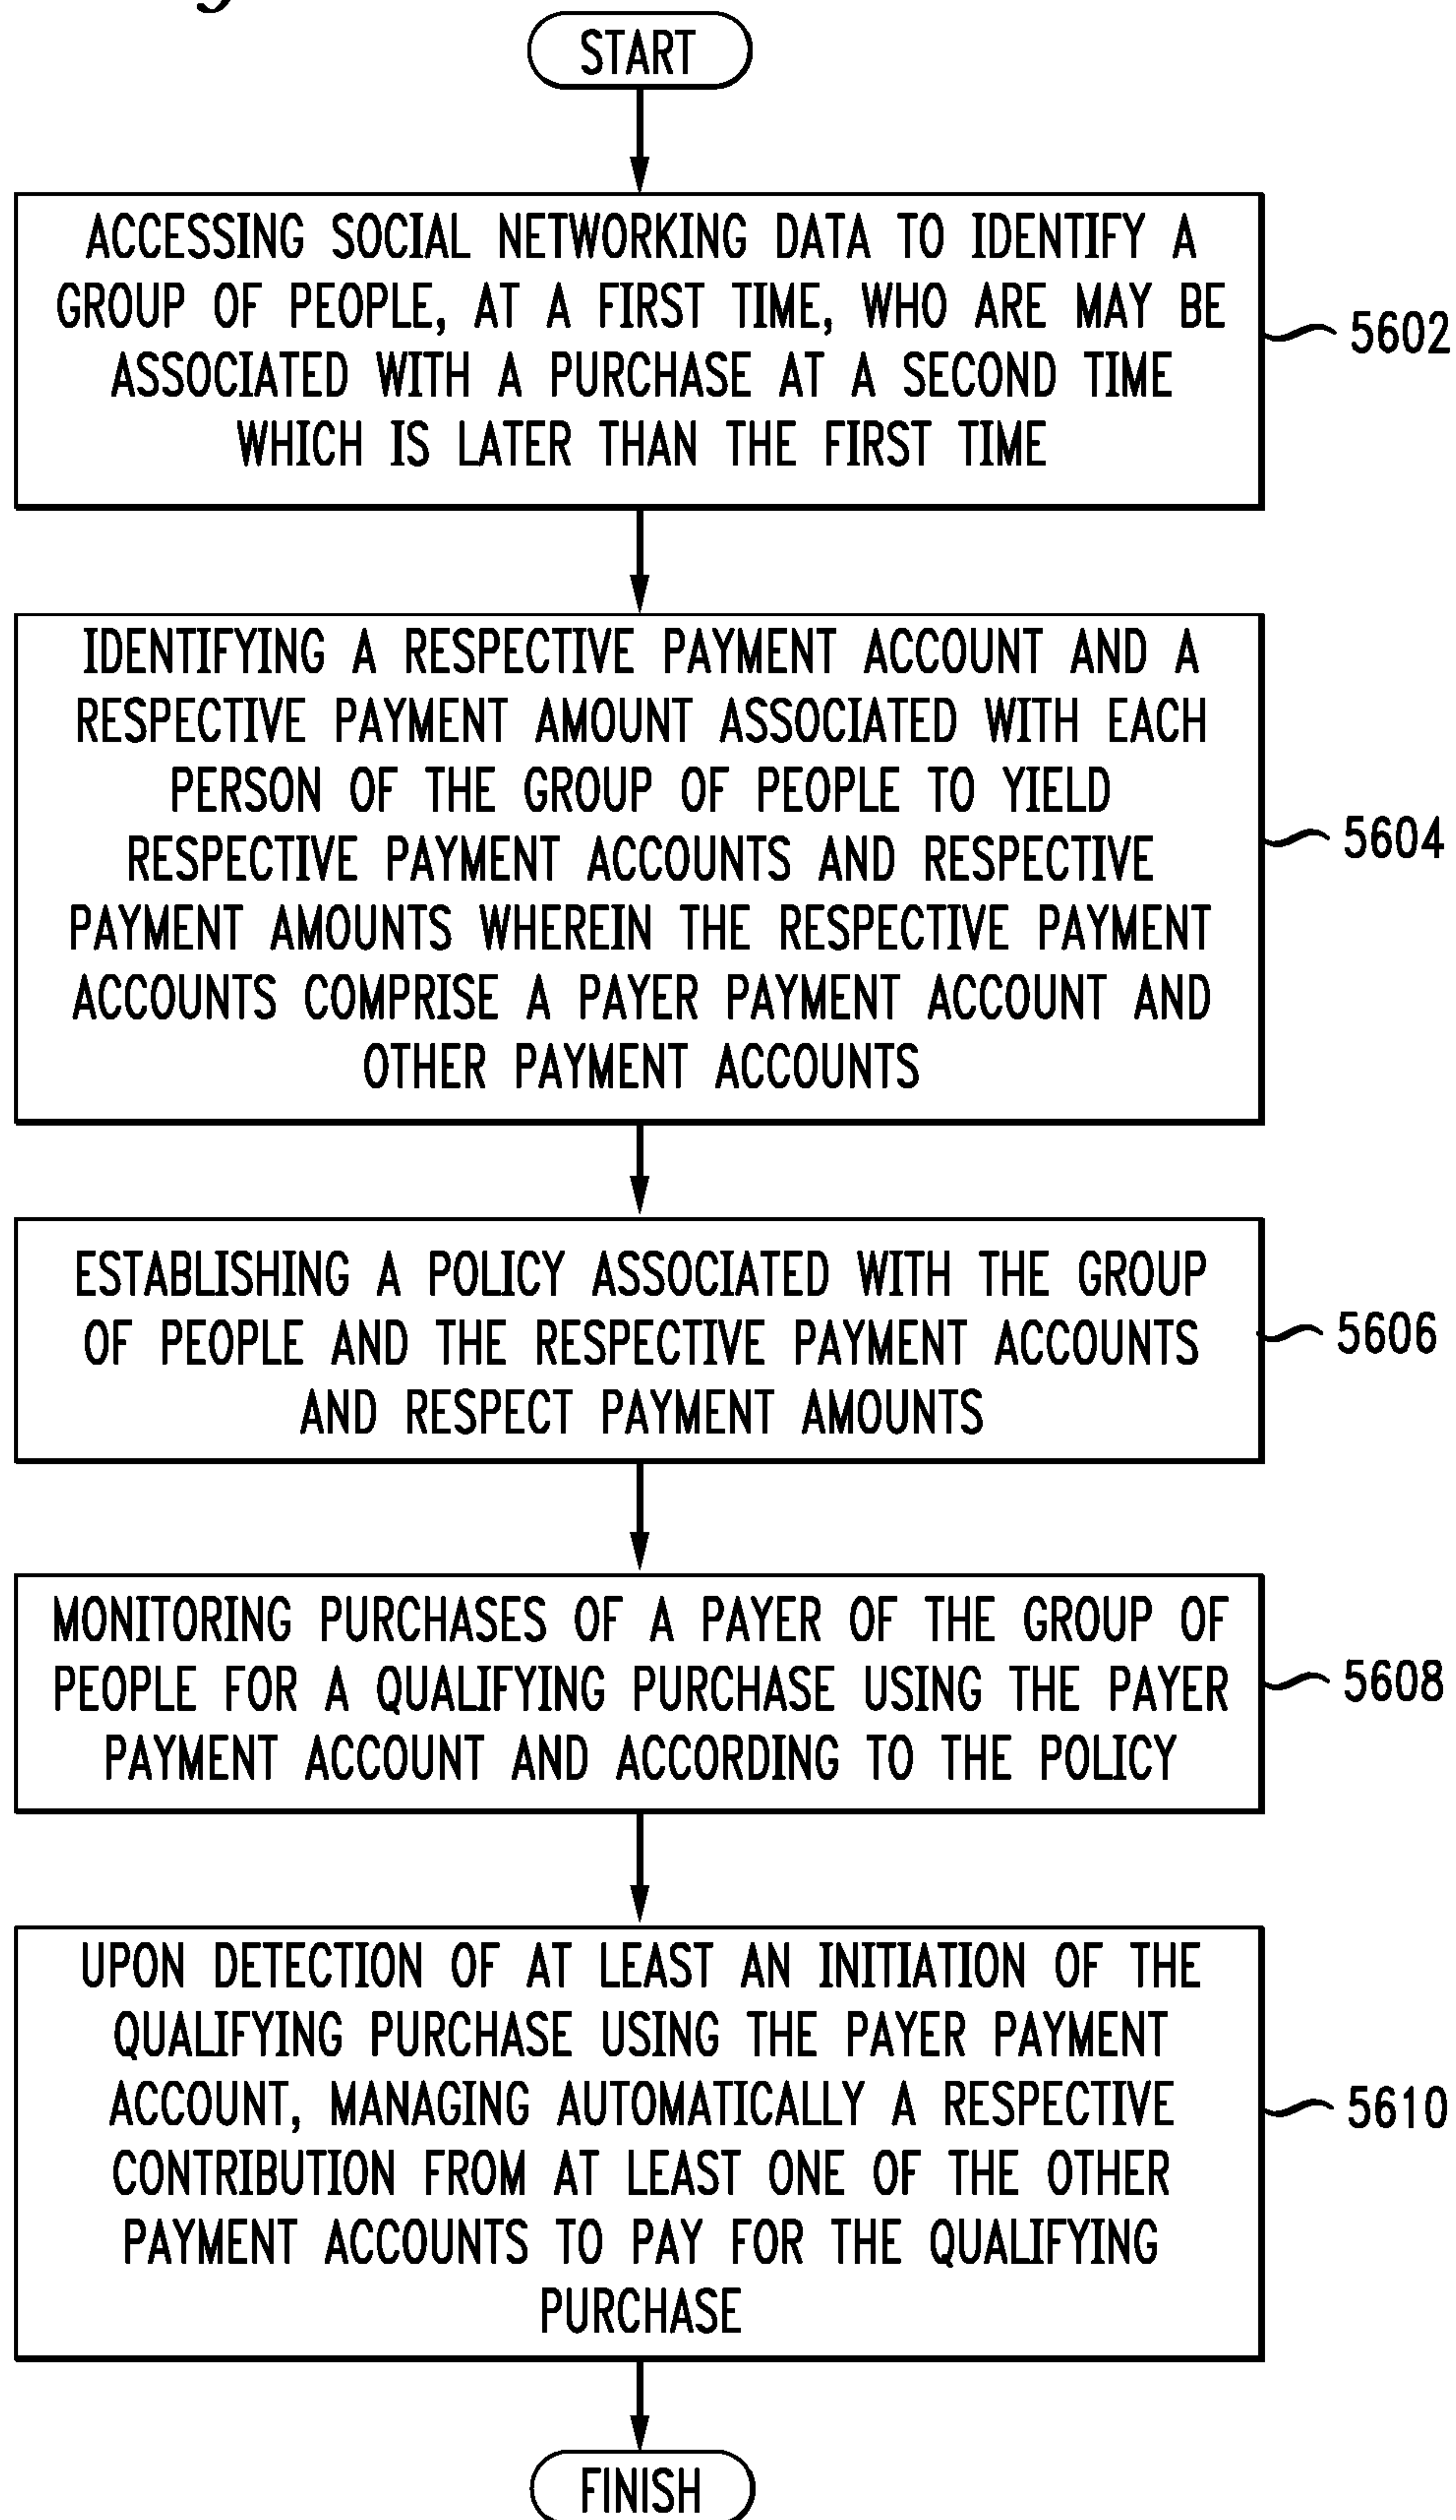 START
ACCESSING SOCIAL NETWORKING DATA TO IDENTIFY A
GROUP OF PEOPLE, AT A FIRST TIME, WHO ARE MAY BE
ASSOCIATED WITH A PURCHASE AT A SECOND TIME
WHICH IS LATER THAN THE FIRST TIME
5602
IDENTIFYING A RESPECTIVE PAYMENT ACCOUNT AND A
RESPECTIVE PAYMENT AMOUNT ASSOCIATED WITH EACH
PERSON OF THE GROUP OF PEOPLE TO YIELD
RESPECTIVE PAYMENT ACCOUNTS AND RESPECTIVE
PAYMENT AMOUNTS WHEREIN THE RESPECTIVE PAYMENT
ACCOUNTS COMPRISE A PAYER PAYMENT ACCOUNT AND
OTHER PAYMENT ACCOUNTS
5604
ESTABLISHING A POLICY ASSOCIATED WITH THE GROUP
OF PEOPLE AND THE RESPECTIVE PAYMENT ACCOUNTS
AND RESPECT PAYMENT AMOUNTS
5606
MONITORING PURCHASES OF A PAYER OF THE GROUP OF
PEOPLE FOR A QUALIFYING PURCHASE USING THE PAYER
PAYMENT ACCOUNT AND ACCORDING TO THE POLICY
5608
UPON DETECTION OF AT LEAST AN INITIATION OF THE
QUALIFYING PURCHASE USING THE PAYER PAYMENT
ACCOUNT, MANAGING AUTOMATICALLY A RESPECTIVE
CONTRIBUTION FROM AT LEAST ONE OF THE OTHER
PAYMENT ACCOUNTS TO PAY FOR THE QUALIFYING
PURCHASE
5610
FINISH